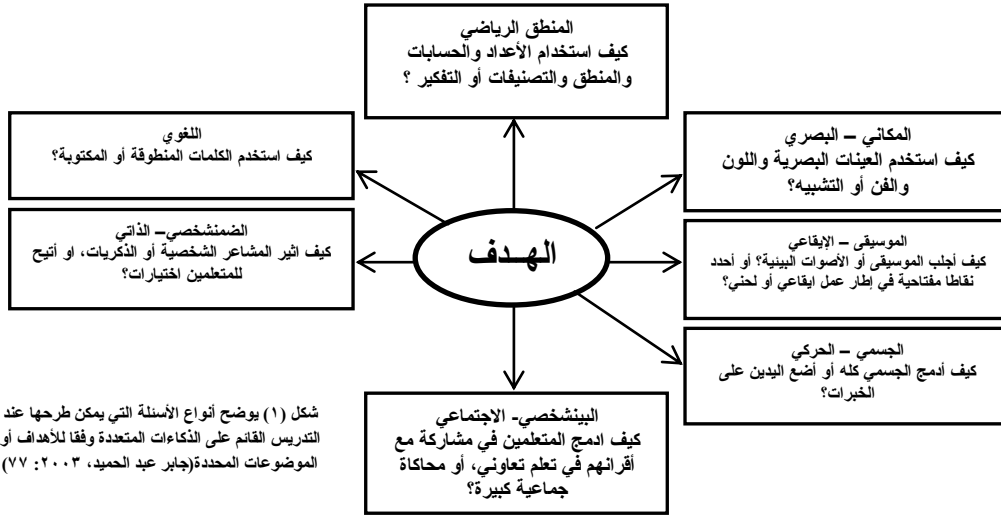 المنطق الرياضي
كيف استخدام الأعداد والحسابات
والمنطق والتصنيفات أو التفكير ؟
المكاني – البصري
كيف استخدم العينات البصرية واللون
والفن أو التشبيه؟
اللغوي
كيف استخدم الكلمات المنطوقة أو المكتوبة؟
الموسيقى – الإيقاعي
كيف أجلب الموسيقى أو الأصوات البيئية؟ أو أحدد
نقاطا مفتاحية في إطار عمل ايقاعي أو لحني؟
الهـدف
الضمنشخصي– الذاتي
كيف اثير المشاعر الشخصية أو الذكريات، او أتيح
للمتعلمين اختيارات؟
الجسمي – الحركي
كيف أدمج الجسمي كله أو أضع اليدين على
الخبرات؟
البينشخصي- الاجتماعي
كيف ادمج المتعلمين في مشاركة مع
أقرانهم في تعلم تعاوني، أو محاكاة
جماعية كبيرة؟
شكل (١) يوضح أنواع الأسئلة التي يمكن طرحها عند
التدريس القائم على الذكاءات المتعددة وفقا للأهداف أو
الموضوعات المحددة(جابر عبد الحميد، ٢٠٠٣: ٧٧)